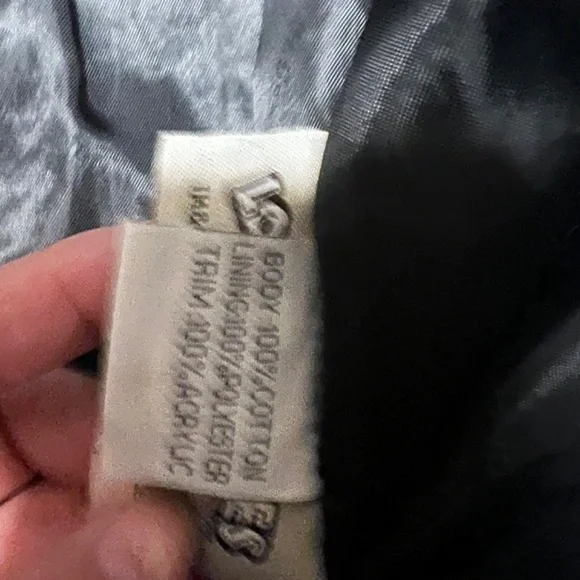 BODY 100%COTTON
LINING:100%POLYESTER
TRIM 100%ACRYLIC